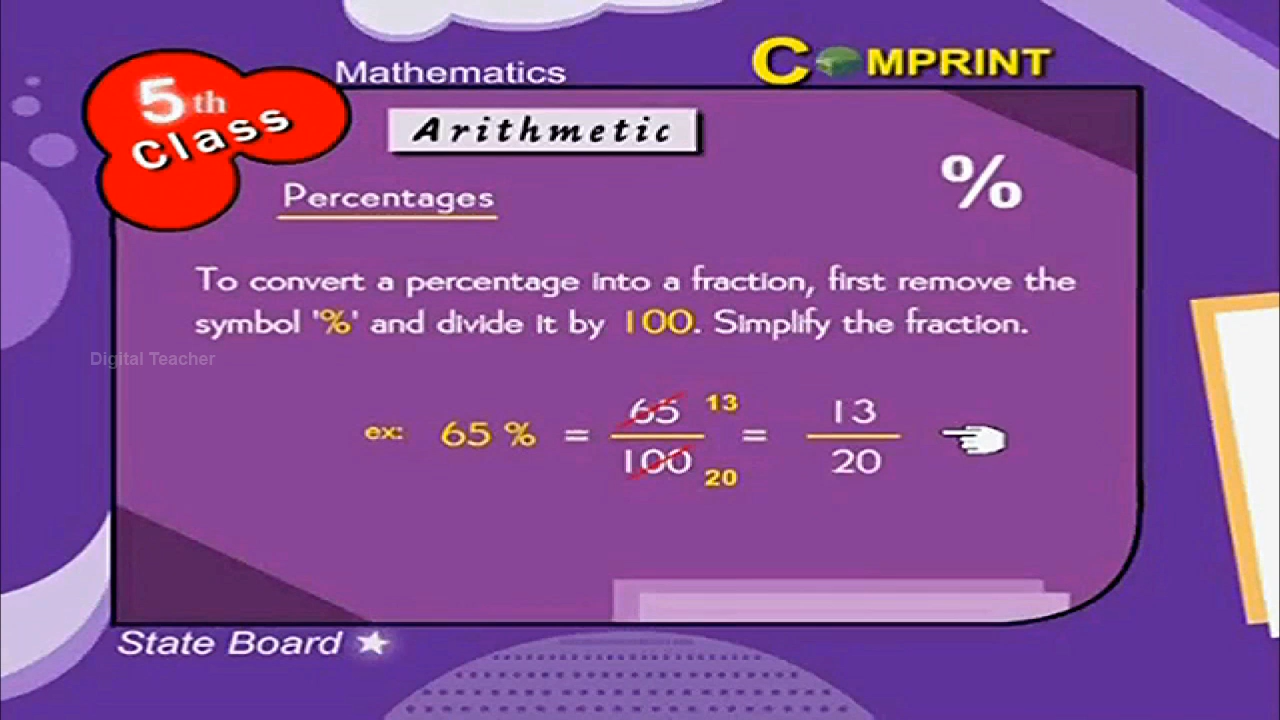 Mathematics
COMPRINT
5th
Class
Arithmetic
%
Percentages
To convert a percentage into a fraction, first remove the
symbol '%' and divide it by 100. Simplify the fraction.
Digital Teacher
ex: 65 % = 65/100 13 20 = 13/20
State Board